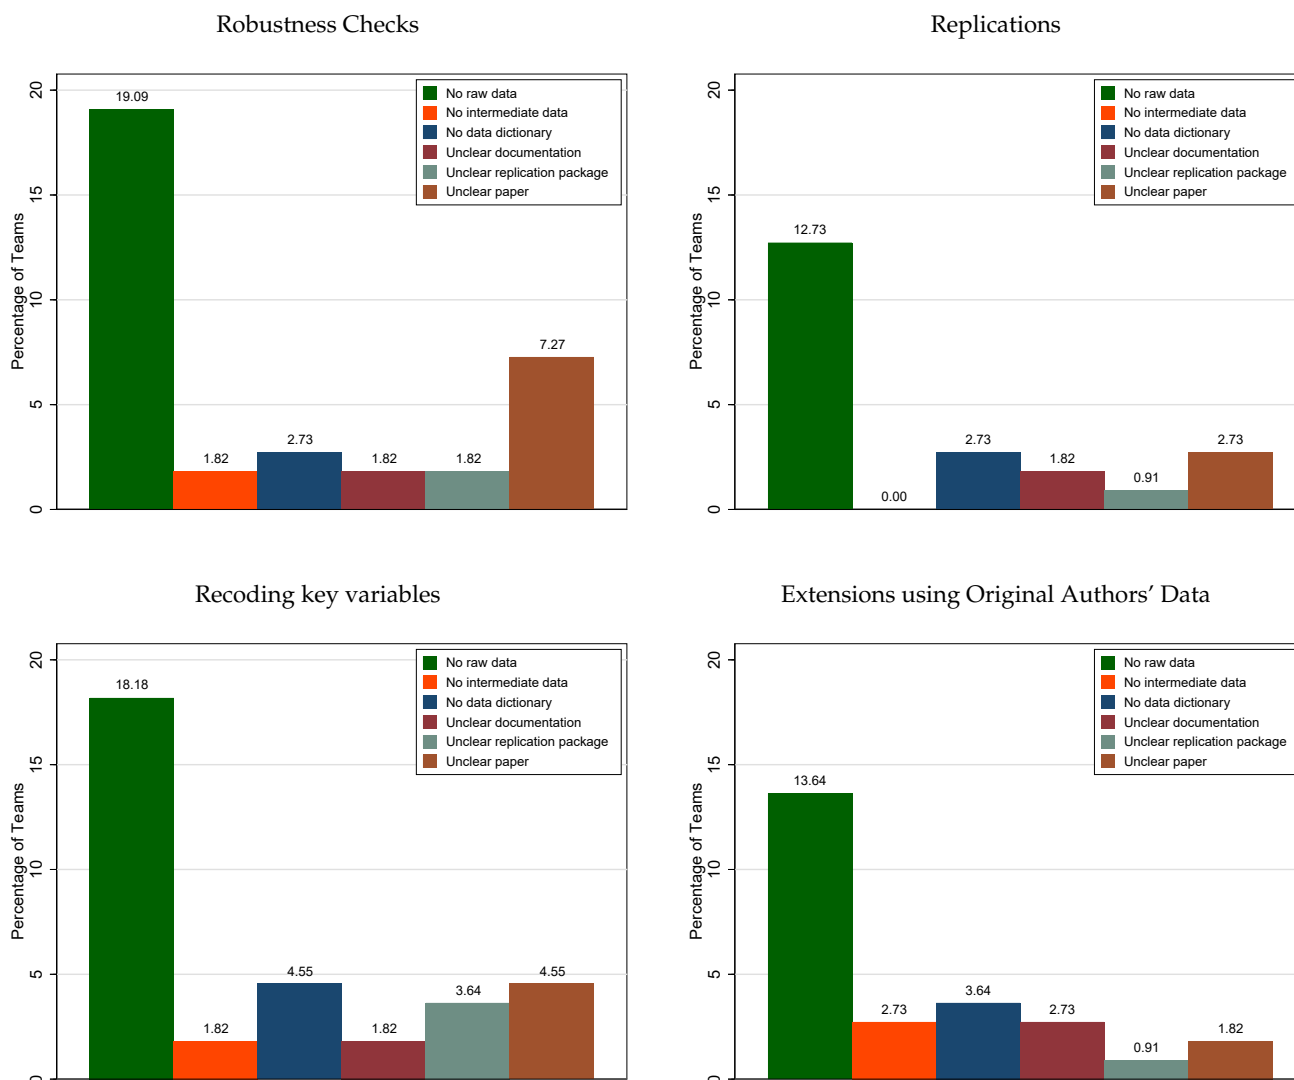 Robustness Checks
20
15
10
5
0
Percentage of Teams
19.09
1.82
2.73
1.82
1.82
7.27
No raw data
No intermediate data
No data dictionary
Unclear documentation
Unclear replication package
Unclear paper
Replications
20
15
10
5
0
Percentage of Teams
12.73
0.00
2.73
1.82
0.91
2.73
No raw data
No intermediate data
No data dictionary
Unclear documentation
Unclear replication package
Unclear paper
Recoding key variables
20
15
10
5
0
Percentage of Teams
18.18
1.82
4.55
1.82
3.64
4.55
No raw data
No intermediate data
No data dictionary
Unclear documentation
Unclear replication package
Unclear paper
Extensions using Original Authors’ Data
20
15
10
5
0
Percentage of Teams
13.64
2.73
3.64
2.73
0.91
1.82
No raw data
No intermediate data
No data dictionary
Unclear documentation
Unclear replication package
Unclear paper